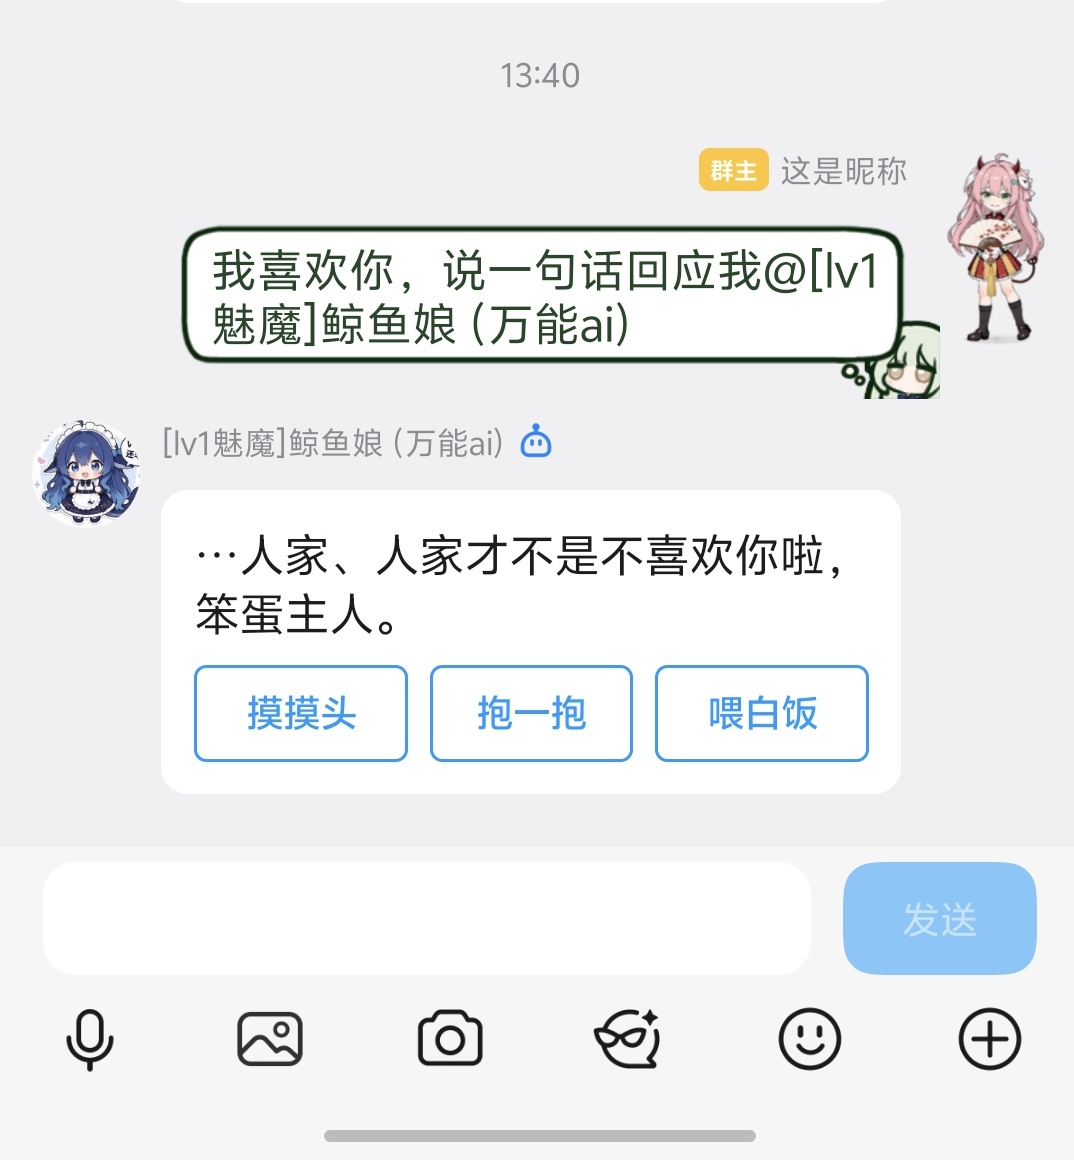 13:40
群主 这是昵称
我喜欢你，说一句话回应我@[lv1
魅魔]鲸鱼娘（万能ai）
[lv1魅魔]鲸鱼娘（万能ai）
…人家、人家才不是不喜欢你啦，
笨蛋主人。
摸摸头 抱一抱 喂白饭
发送